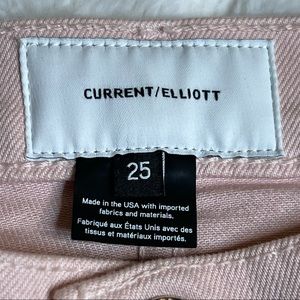 CURRENT/ELLIOTT
25
Made in the USA with imported
fabrics and materials.
Fabriqué aux États Unis avec des
tissus et matériaux importés.